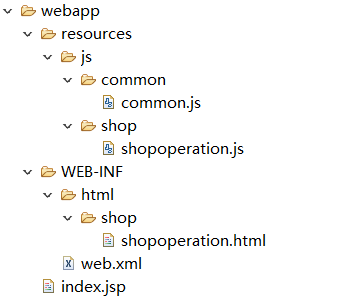 webapp
resources
js
common
common.js
shop
shopoperation.js
WEB-INF
html
shop
shopoperation.html
web.xml
index.jsp